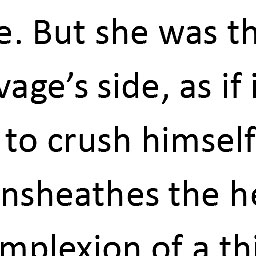 e. But she was th
vage’s side, as if i
to crush himself
nsheathes the he
mplexion of a thi